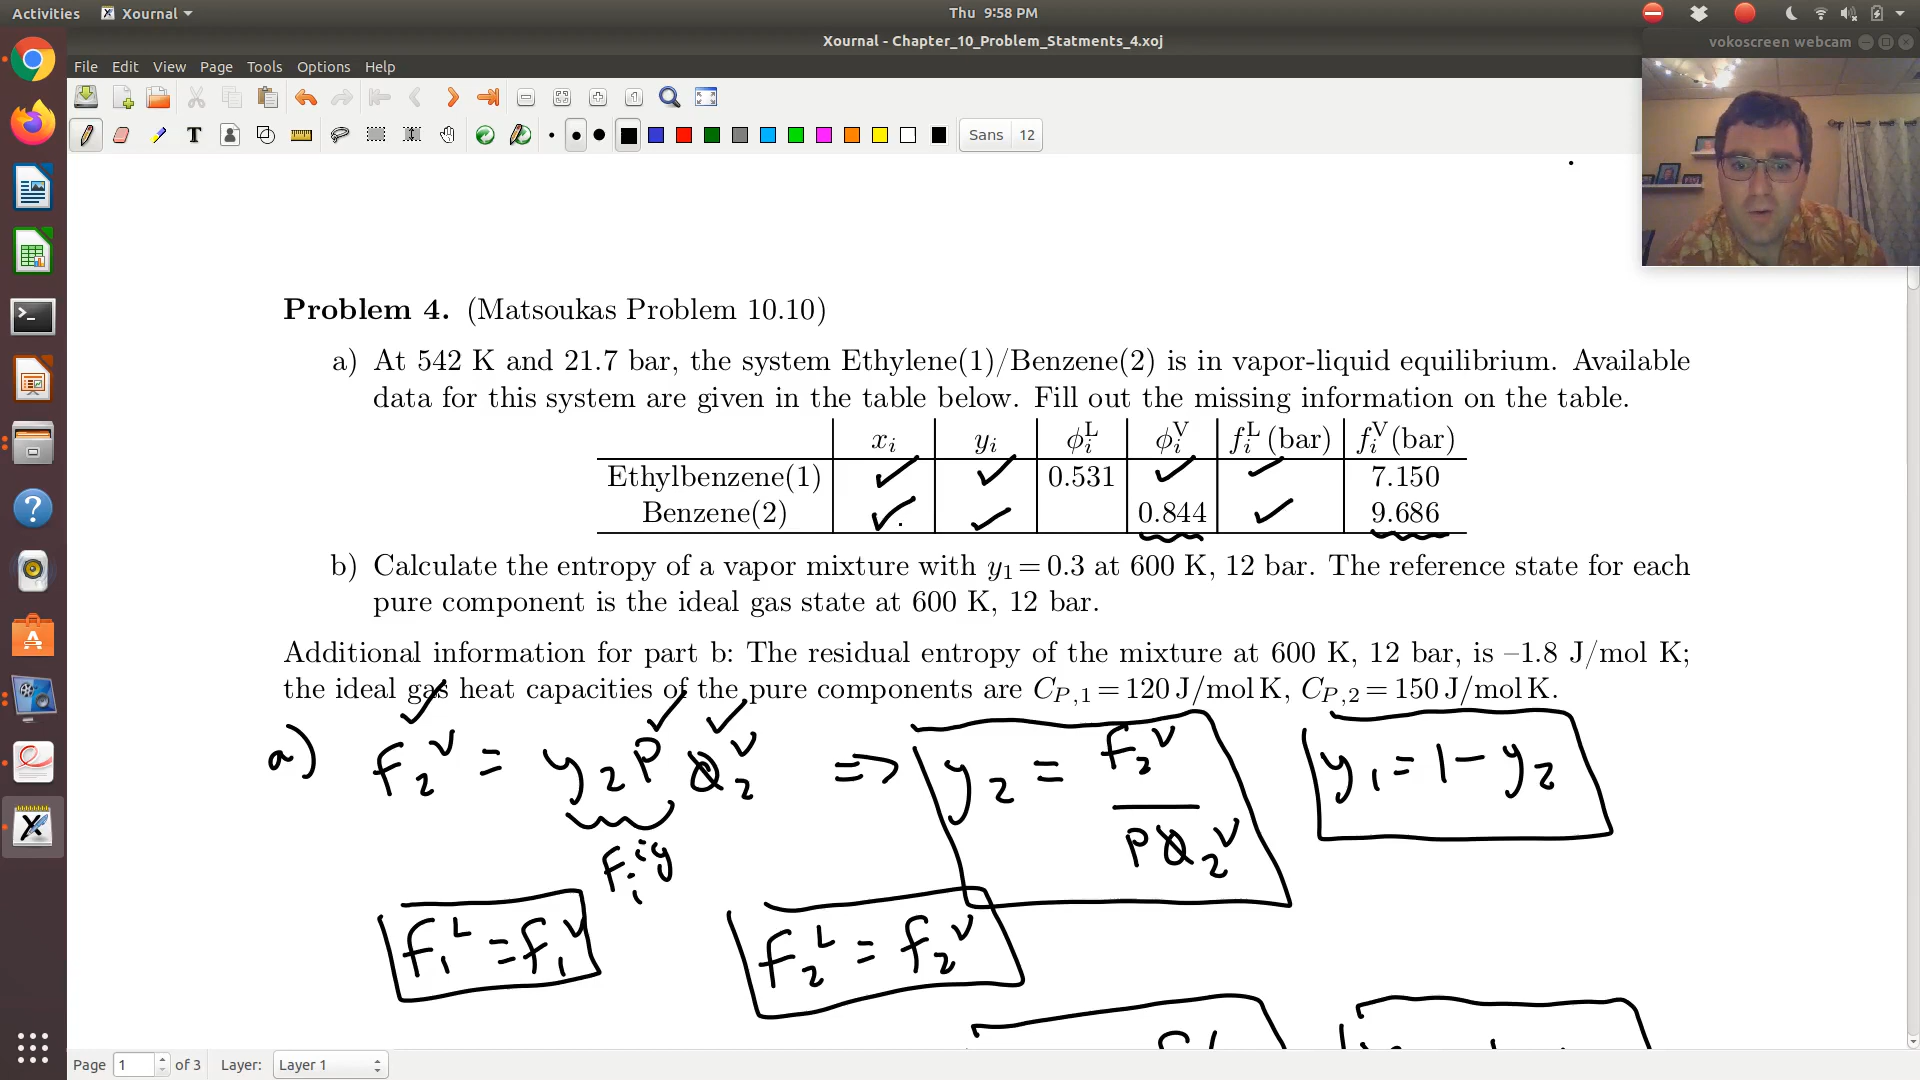 Activities Xournal Thu 9:58 PM
Xournal - Chapter_10_Problem_Statments_4.xoj
vokoscreen webcam
File Edit View Page Tools Options Help
Sans 12
Problem 4. (Matsoukas Problem 10.10)
a) At 542 K and 21.7 bar, the system Ethylene(1)/Benzene(2) is in vapor-liquid equilibrium. Available
data for this system are given in the table below. Fill out the missing information on the table.
x_i y_i ϕ_i^L ϕ_i^V f_i^L (bar) f_i^V (bar)
Ethylbenzene(1) ✓ ✓ 0.531 ✓ ✓ 7.150
Benzene(2) ✓ ✓ 0.844 ✓ 9.686
b) Calculate the entropy of a vapor mixture with y_1 = 0.3 at 600 K, 12 bar. The reference state for each
pure component is the ideal gas state at 600 K, 12 bar.
Additional information for part b: The residual entropy of the mixture at 600 K, 12 bar, is –1.8 J/mol K;
the ideal gas heat capacities of the pure components are C_{P,1} = 120 J/mol K, C_{P,2} = 150 J/mol K.
a) f_2^V = y_2 P ϕ_2^V => y_2 = f_2^V / P ϕ_2^V y_1 = 1 - y_2
f_i^{ig}
f_1^L = f_1^V f_2^L = f_2^V
Page 1 of 3 Layer: Layer 1